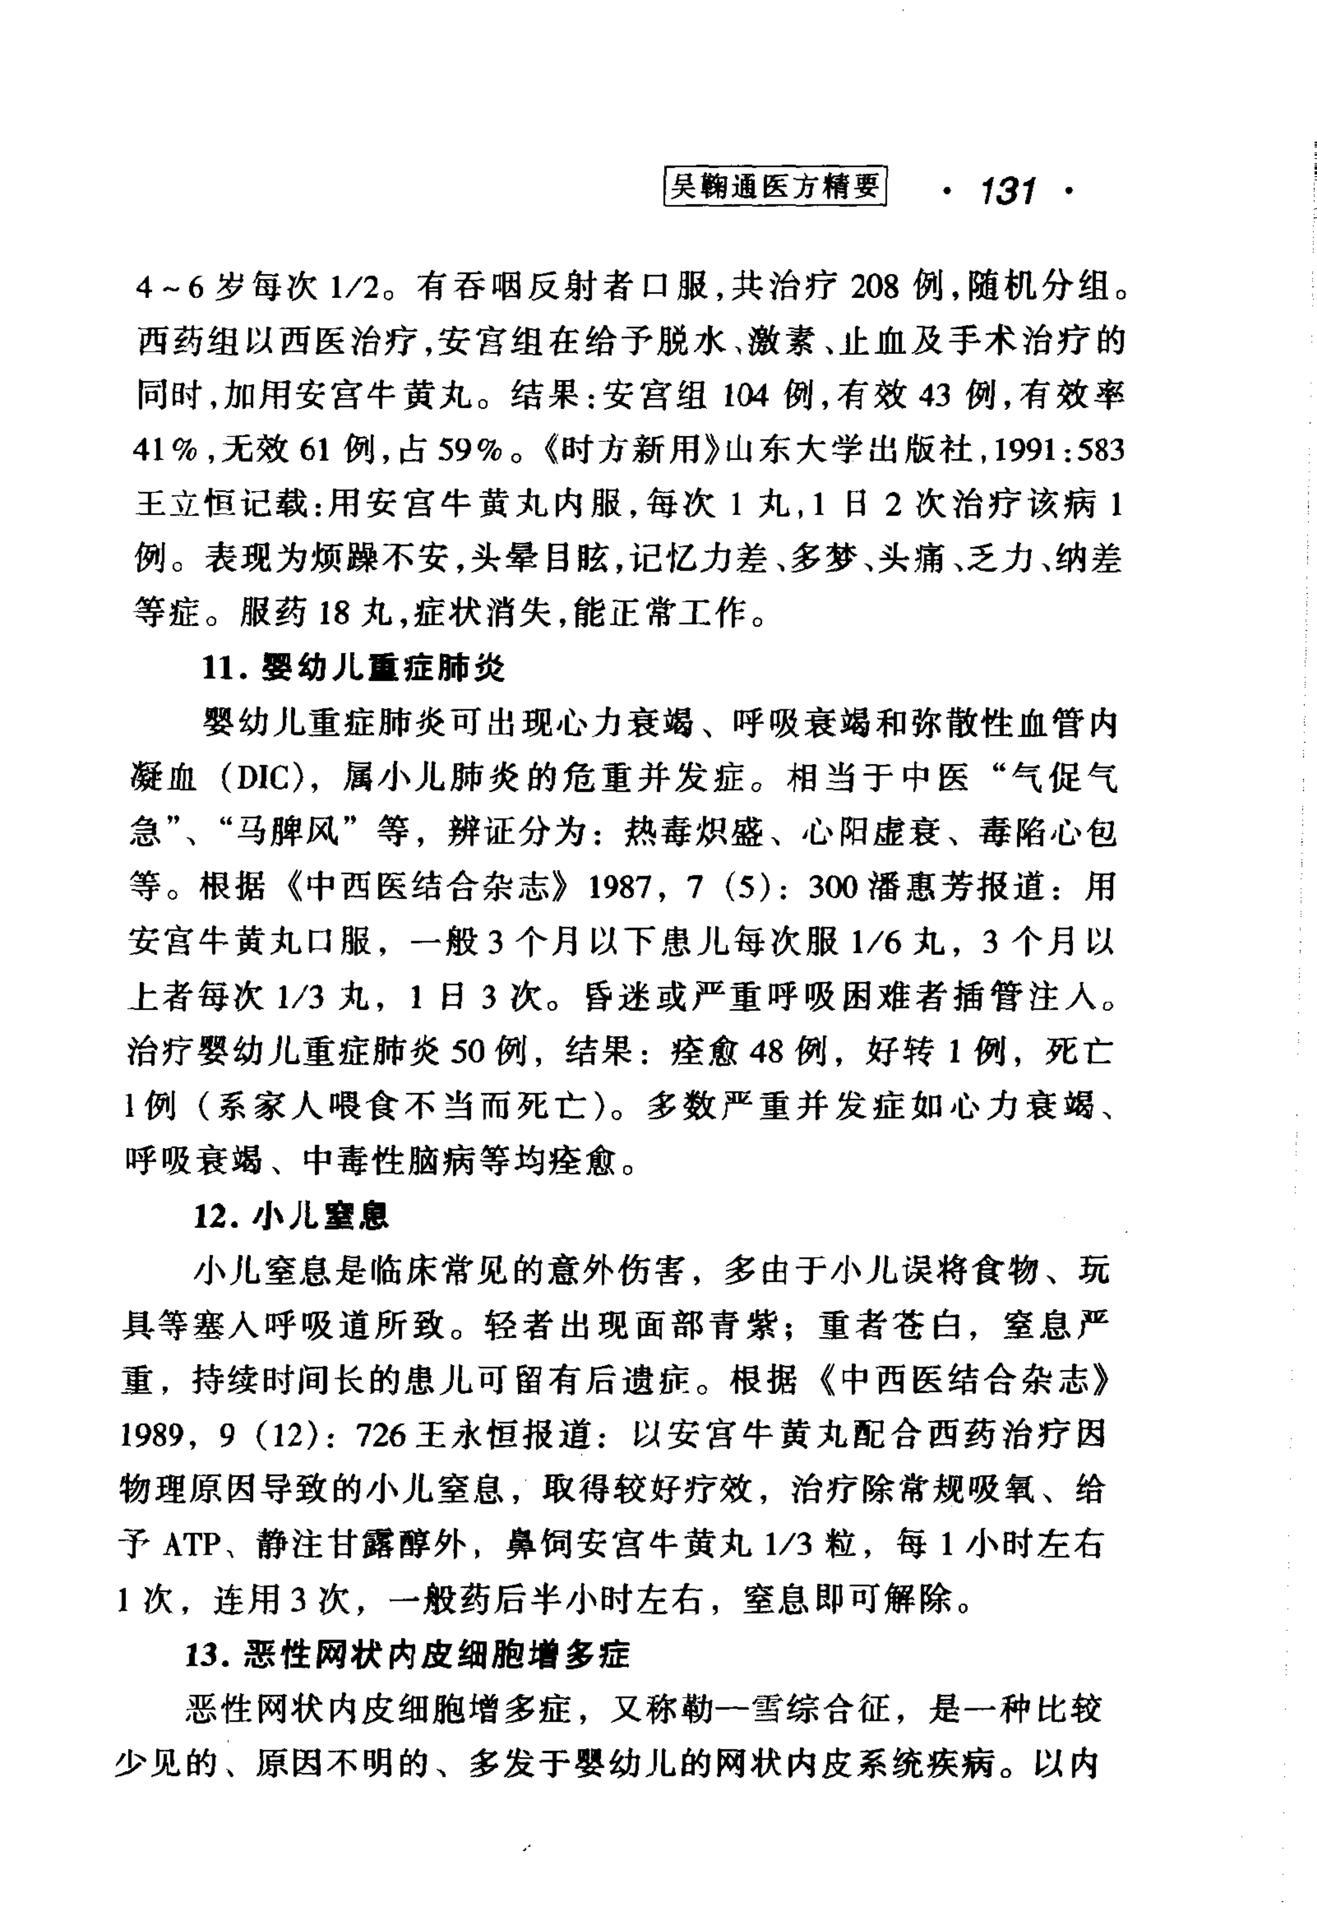 吴鞠通医方精要 · 131 ·
4~6岁每次1/2。有吞咽反射者口服,共治疗208例,随机分组。
西药组以西医治疗,安宫组在给予脱水、激素、止血及手术治疗的
同时,加用安宫牛黄丸。结果:安宫组104例,有效43例,有效率
41%,无效61例,占59%。《时方新用》山东大学出版社,1991:583
王立恒记载:用安宫牛黄丸内服,每次1丸,1日2次治疗该病1
例。表现为烦躁不安,头晕目眩,记忆力差、多梦、头痛、乏力、纳差
等症。服药18丸,症状消失,能正常工作。
11. 婴幼儿重症肺炎
婴幼儿重症肺炎可出现心力衰竭、呼吸衰竭和弥散性血管内
凝血(DIC),属小儿肺炎的危重并发症。相当于中医“气促气
急”、“马脾风”等,辨证分为:热毒炽盛、心阳虚衰、毒陷心包
等。根据《中西医结合杂志》1987,7(5):300潘惠芳报道:用
安宫牛黄丸口服,一般3个月以下患儿每次服1/6丸,3个月以
上者每次1/3丸,1日3次。昏迷或严重呼吸困难者插管注入。
治疗婴幼儿重症肺炎50例,结果:痊愈48例,好转1例,死亡
1例(系家人喂食不当而死亡)。多数严重并发症如心力衰竭、
呼吸衰竭、中毒性脑病等均痊愈。
12. 小儿窒息
小儿窒息是临床常见的意外伤害,多由于小儿误将食物、玩
具等塞入呼吸道所致。轻者出现面部青紫;重者苍白,窒息严
重,持续时间长的患儿可留有后遗症。根据《中西医结合杂志》
1989,9(12):726王永恒报道:以安宫牛黄丸配合西药治疗因
物理原因导致的小儿窒息,取得较好疗效,治疗除常规吸氧、给
予ATP、静注甘露醇外,鼻饲安宫牛黄丸1/3粒,每1小时左右
1次,连用3次,一般药后半小时左右,窒息即可解除。
13. 恶性网状内皮细胞增多症
恶性网状内皮细胞增多症,又称勒—雪综合征,是一种比较
少见的、原因不明的、多发于婴幼儿的网状内皮系统疾病。以内